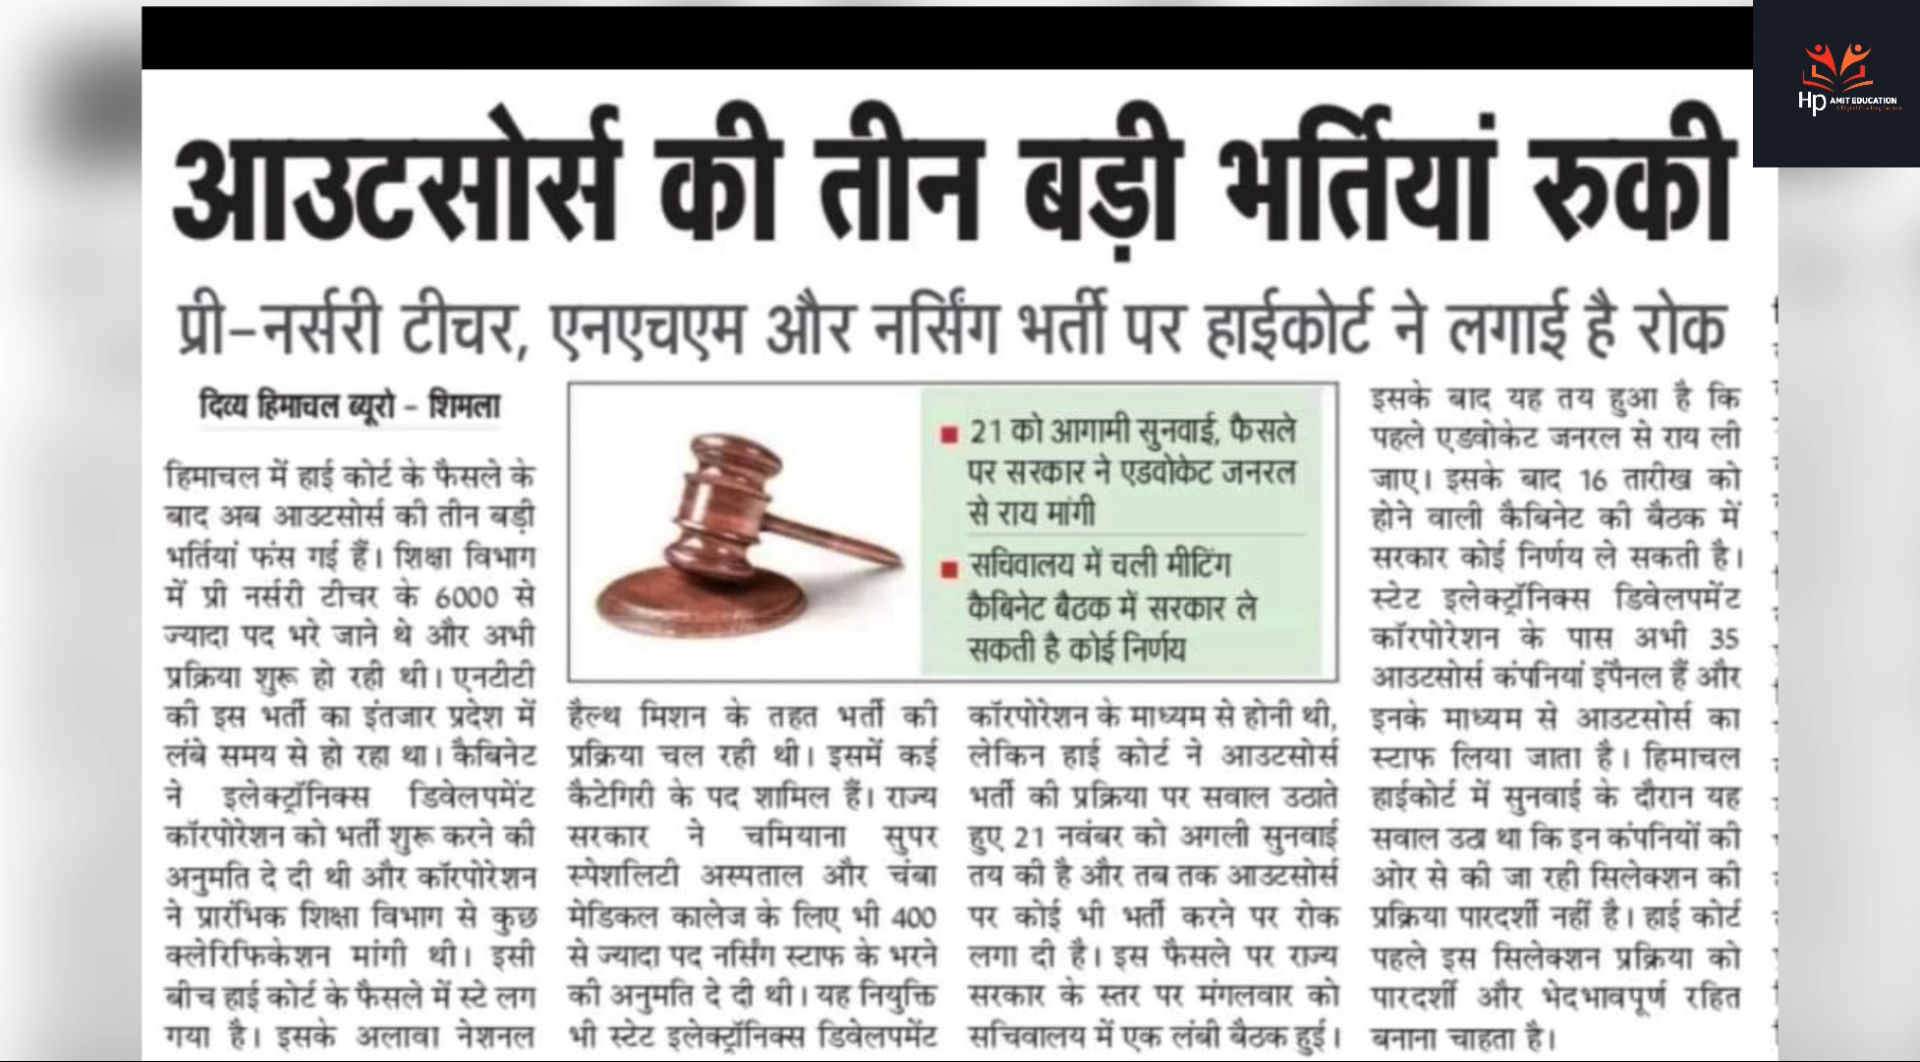 Hp AMIT EDUCATION
आउटसोर्स की तीन बड़ी भर्तियां रुकी
प्री-नर्सरी टीचर, एनएचएम और नर्सिंग भर्ती पर हाईकोर्ट ने लगाई है रोक
दिव्य हिमाचल ब्यूरो - शिमला
हिमाचल में हाई कोर्ट के फैसले के
बाद अब आउटसोर्स की तीन बड़ी
भर्तियां फंस गई हैं। शिक्षा विभाग
में प्री नर्सरी टीचर के 6000 से
ज्यादा पद भरे जाने थे और अभी
प्रक्रिया शुरू हो रही थी। एनटीटी
की इस भर्ती का इंतजार प्रदेश में
लंबे समय से हो रहा था। कैबिनेट
ने इलेक्ट्रॉनिक्स डिवेलपमेंट
कॉरपोरेशन को भर्ती शुरू करने की
अनुमति दे दी थी और कॉरपोरेशन
ने प्रारंभिक शिक्षा विभाग से कुछ
क्लेरिफिकेशन मांगी थी। इसी
बीच हाई कोर्ट के फैसले में स्टे लग
गया है। इसके अलावा नेशनल
21 को आगामी सुनवाई, फैसले
पर सरकार ने एडवोकेट जनरल
से राय मांगी
सचिवालय में चली मीटिंग
कैबिनेट बैठक में सरकार ले
सकती है कोई निर्णय
हैल्थ मिशन के तहत भर्ती की
प्रक्रिया चल रही थी। इसमें कई
कैटेगिरी के पद शामिल हैं। राज्य
सरकार ने चमियाना सुपर
स्पेशलिटी अस्पताल और चंबा
मेडिकल कालेज के लिए भी 400
से ज्यादा पद नर्सिंग स्टाफ के भरने
की अनुमति दे दी थी। यह नियुक्ति
भी स्टेट इलेक्ट्रॉनिक्स डिवेलपमेंट
कॉरपोरेशन के माध्यम से होनी थी,
लेकिन हाई कोर्ट ने आउटसोर्स
भर्ती की प्रक्रिया पर सवाल उठाते
हुए 21 नवंबर को अगली सुनवाई
तय की है और तब तक आउटसोर्स
पर कोई भी भर्ती करने पर रोक
लगा दी है। इस फैसले पर राज्य
सरकार के स्तर पर मंगलवार को
सचिवालय में एक लंबी बैठक हुई।
इसके बाद यह तय हुआ है कि
पहले एडवोकेट जनरल से राय ली
जाए। इसके बाद 16 तारीख को
होने वाली कैबिनेट की बैठक में
सरकार कोई निर्णय ले सकती है।
स्टेट इलेक्ट्रॉनिक्स डिवेलपमेंट
कॉरपोरेशन के पास अभी 35
आउटसोर्स कंपनियां इंपैनल हैं और
इनके माध्यम से आउटसोर्स का
स्टाफ लिया जाता है। हिमाचल
हाईकोर्ट में सुनवाई के दौरान यह
सवाल उठा था कि इन कंपनियों की
ओर से की जा रही सिलेक्शन की
प्रक्रिया पारदर्शी नहीं है। हाई कोर्ट
पहले इस सिलेक्शन प्रक्रिया को
पारदर्शी और भेदभावपूर्ण रहित
बनाना चाहता है।